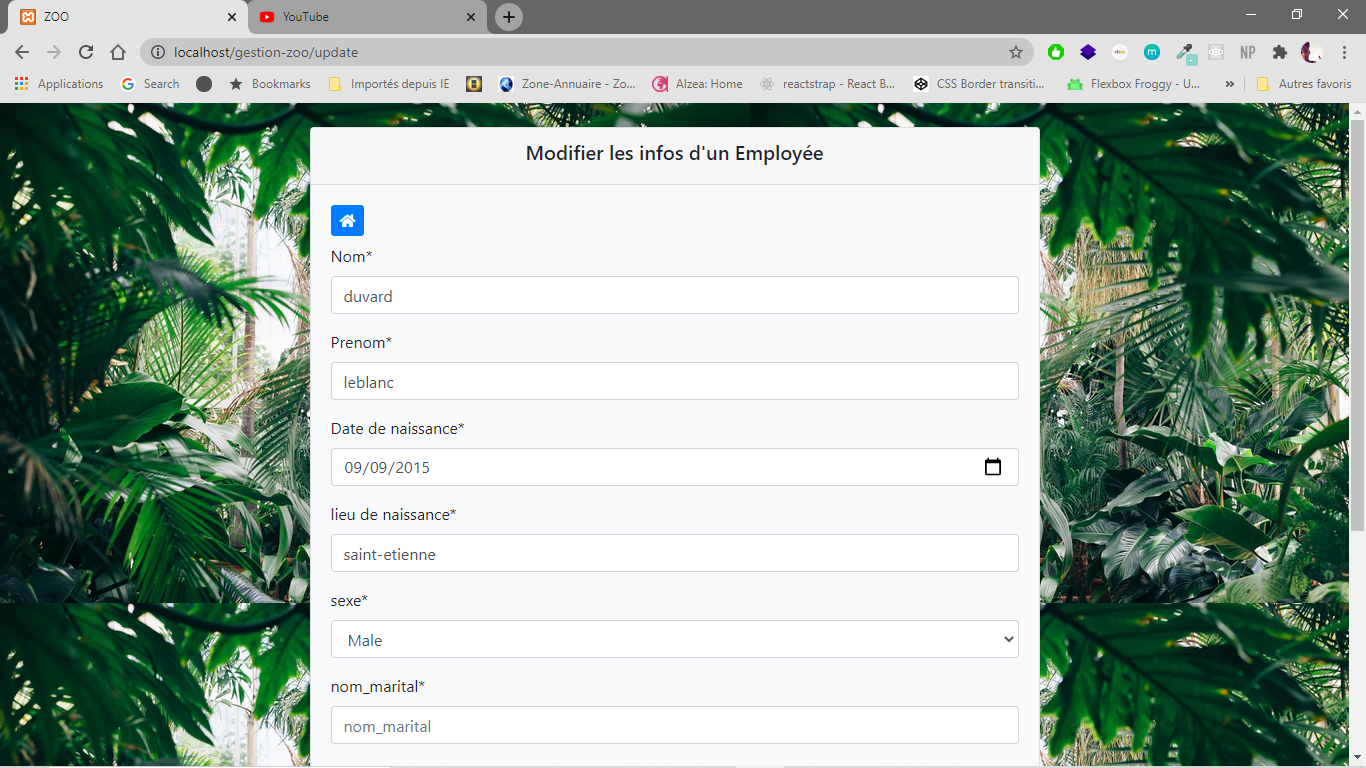 ZOO
YouTube
localhost/gestion-zoo/update
ebay
m
NP
Applications
Search
Bookmarks
Importés depuis IE
Zone-Annuaire - Zo...
Alzea: Home
reactstrap - React B...
CSS Border transiti...
Flexbox Froggy - U...
»
Autres favoris
Modifier les infos d'un Employée
Nom*
duvard
Prenom*
leblanc
Date de naissance*
09/09/2015
lieu de naissance*
saint-etienne
sexe*
Male
nom_marital*
nom_marital